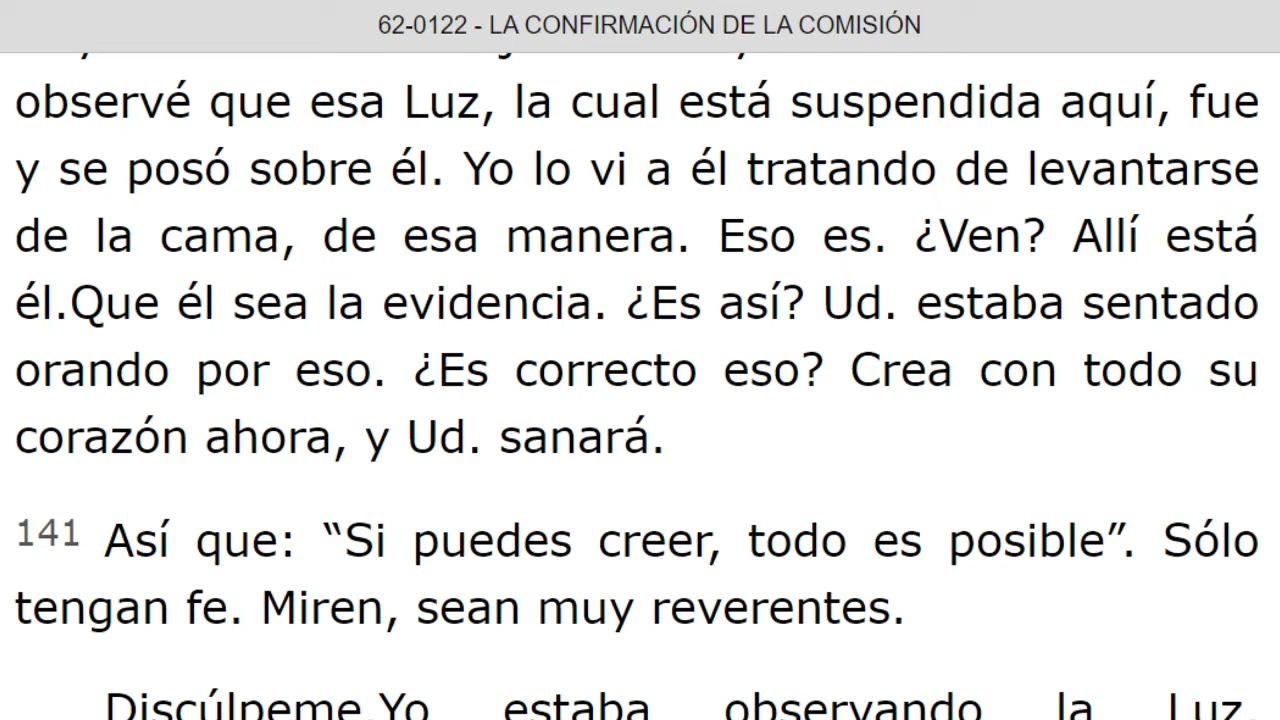 62-0122 - LA CONFIRMACIÓN DE LA COMISIÓN
observé que esa Luz, la cual está suspendida aquí, fue
y se posó sobre él. Yo lo vi a él tratando de levantarse
de la cama, de esa manera. Eso es. ¿Ven? Allí está
él.Que él sea la evidencia. ¿Es así? Ud. estaba sentado
orando por eso. ¿Es correcto eso? Crea con todo su
corazón ahora, y Ud. sanará.
141 Así que: “Si puedes creer, todo es posible”. Sólo
tengan fe. Miren, sean muy reverentes.
Discúlpeme.Yo estaba observando la Luz.